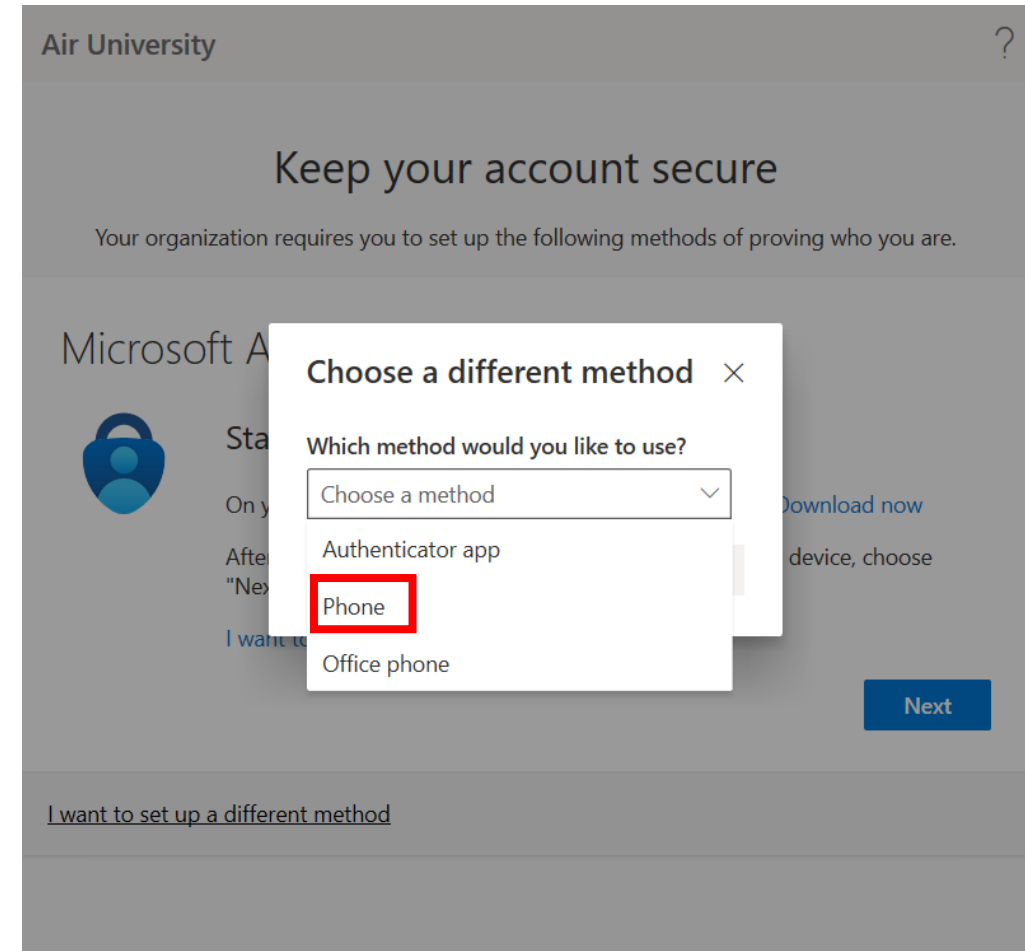 Air University ?
Keep your account secure
Your organization requires you to set up the following methods of proving who you are.
Microsoft A
Choose a different method
Sta
Which method would you like to use?
Choose a method
On y
Download now
Authenticator app
Afte
device, choose
"Nex
Phone
I want to
Office phone
Next
I want to set up a different method